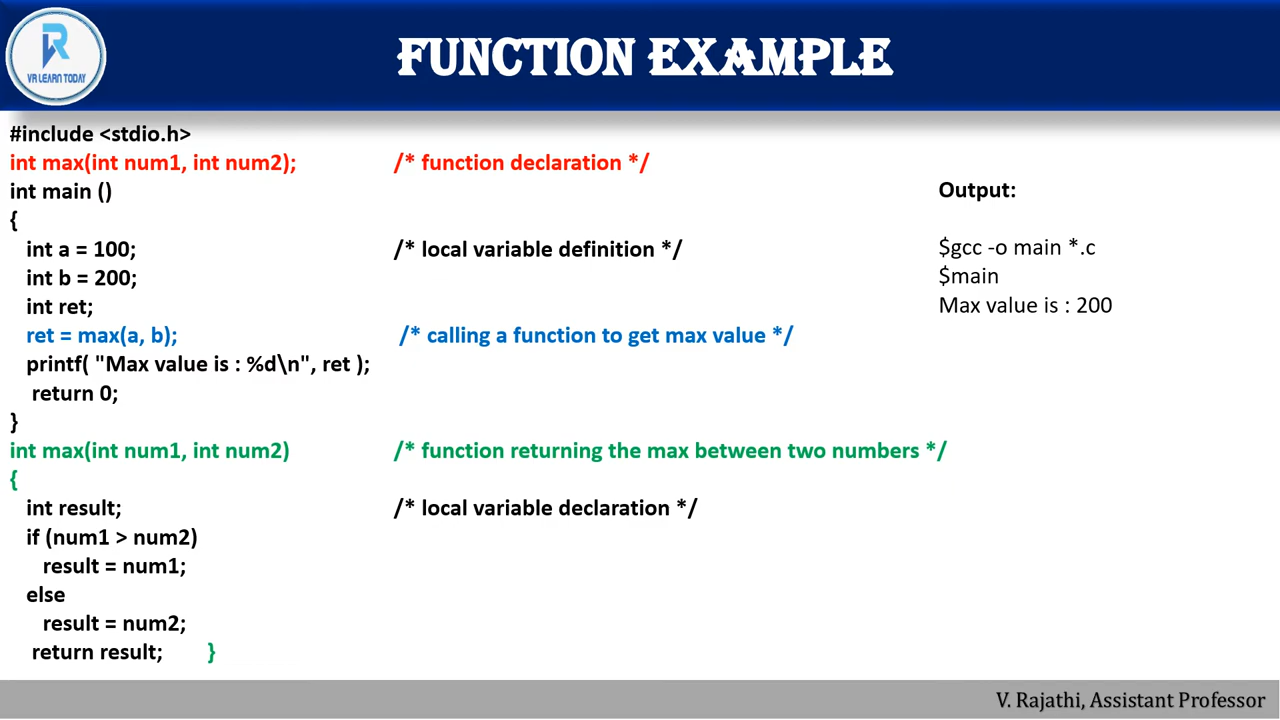 VR LEARN TODAY
FUNCTION EXAMPLE
#include <stdio.h>
int max(int num1, int num2); /* function declaration */
int main ()
{
int a = 100; /* local variable definition */
int b = 200;
int ret;
ret = max(a, b); /* calling a function to get max value */
printf( "Max value is : %d\n", ret );
return 0;
}
int max(int num1, int num2) /* function returning the max between two numbers */
{
int result; /* local variable declaration */
if (num1 > num2)
result = num1;
else
result = num2;
return result; }
Output:
$gcc -o main *.c
$main
Max value is : 200
V. Rajathi, Assistant Professor